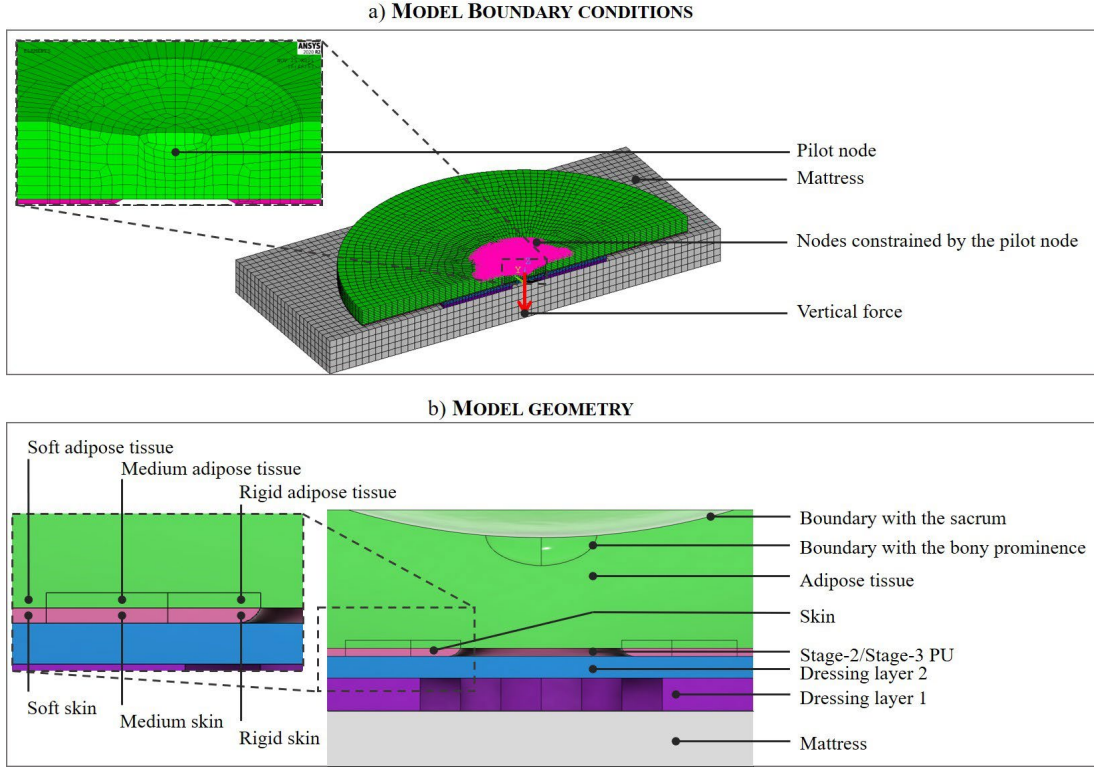 a) MODEL BOUNDARY CONDITIONS
ANSYS
2020 R2
Pilot node
Mattress
Nodes constrained by the pilot node
Y
Vertical force
b) MODEL GEOMETRY
Soft adipose tissue
Medium adipose tissue
Rigid adipose tissue
Boundary with the sacrum
Boundary with the bony prominence
Adipose tissue
Skin
Stage-2/Stage-3 PU
Dressing layer 2
Dressing layer 1
Soft skin
Medium skin
Rigid skin
Mattress